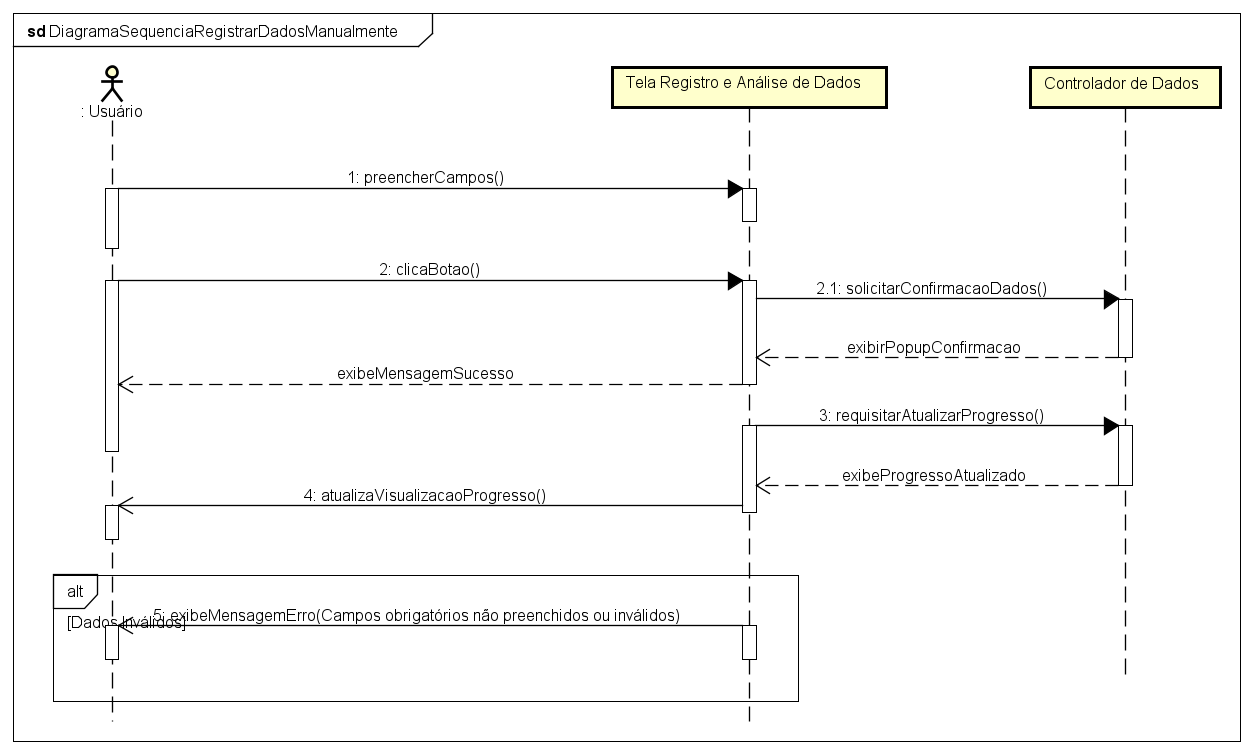 sd DiagramaSequenciaRegistrarDadosManualmente
: Usuário
Tela Registro e Análise de Dados
Controlador de Dados
1: preencherCampos()
2: clicaBotao()
2.1: solicitarConfirmacaoDados()
exibirPopupConfirmacao
exibeMensagemSucesso
3: requisitarAtualizarProgresso()
exibeProgressoAtualizado
4: atualizaVisualizacaoProgresso()
alt
5: exibeMensagemErro(Campos obrigatórios não preenchidos ou inválidos)
[Dados Inválidos]